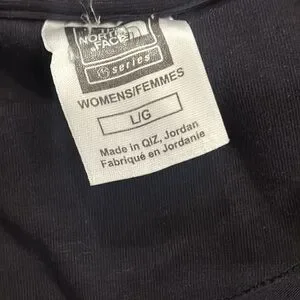 NORTH
FACE
series
WOMENS/FEMMES
L/G
Made in QIZ, Jordan
Fabriqué en Jordanie